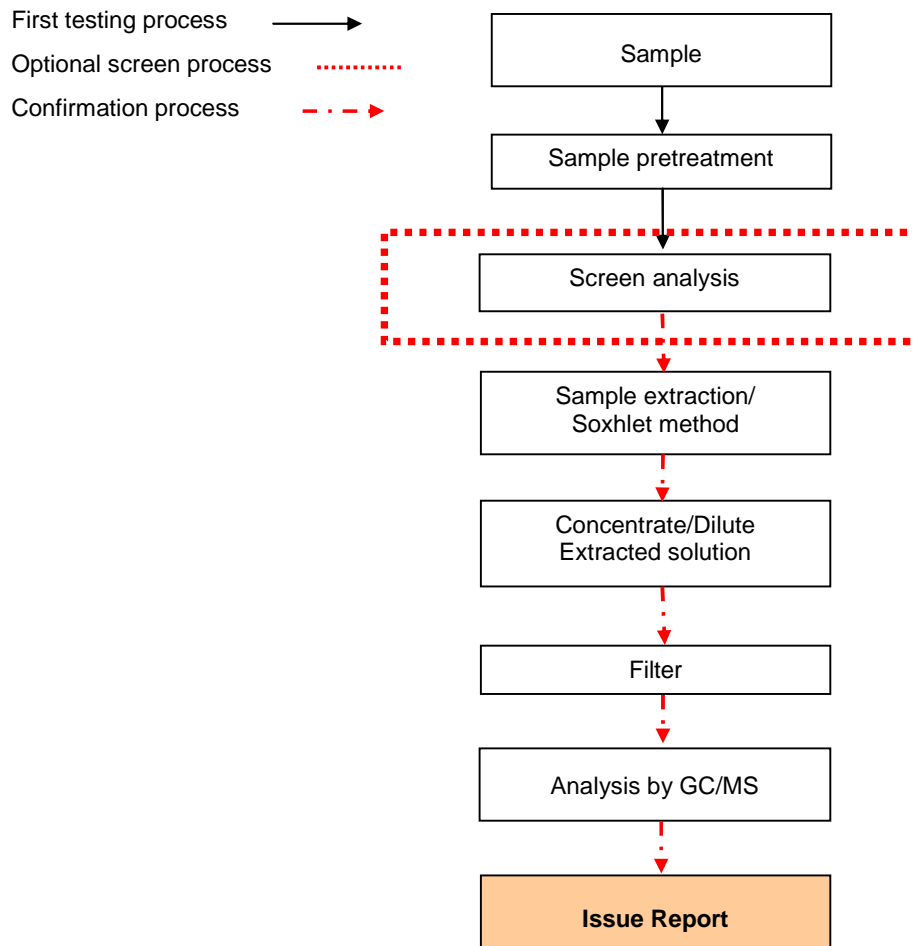 First testing process
Optional screen process
Confirmation process
Sample
Sample pretreatment
Screen analysis
Sample extraction/
Soxhlet method
Concentrate/Dilute
Extracted solution
Filter
Analysis by GC/MS
Issue Report